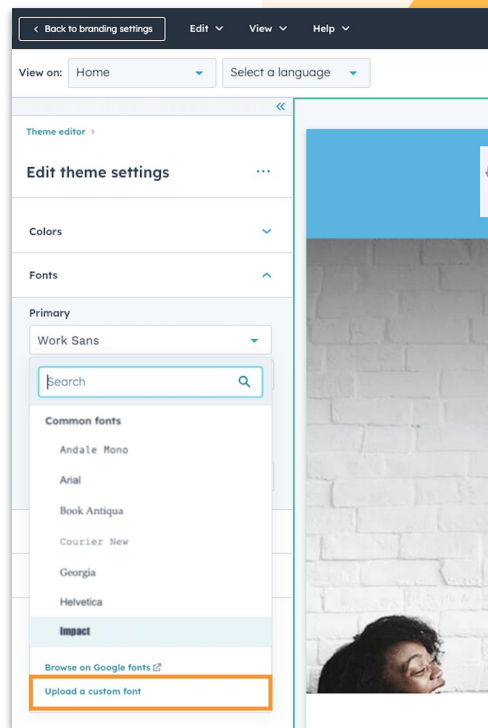 Back to branding settings Edit View Help
View on: Home Select a language
Theme editor
Edit theme settings
Colors
Fonts
Primary
Work Sans
Search
Common fonts
Andale Mono
Arial
Book Antiqua
Courier New
Georgia
Helvetica
Impact
Browse on Google fonts
Upload a custom font